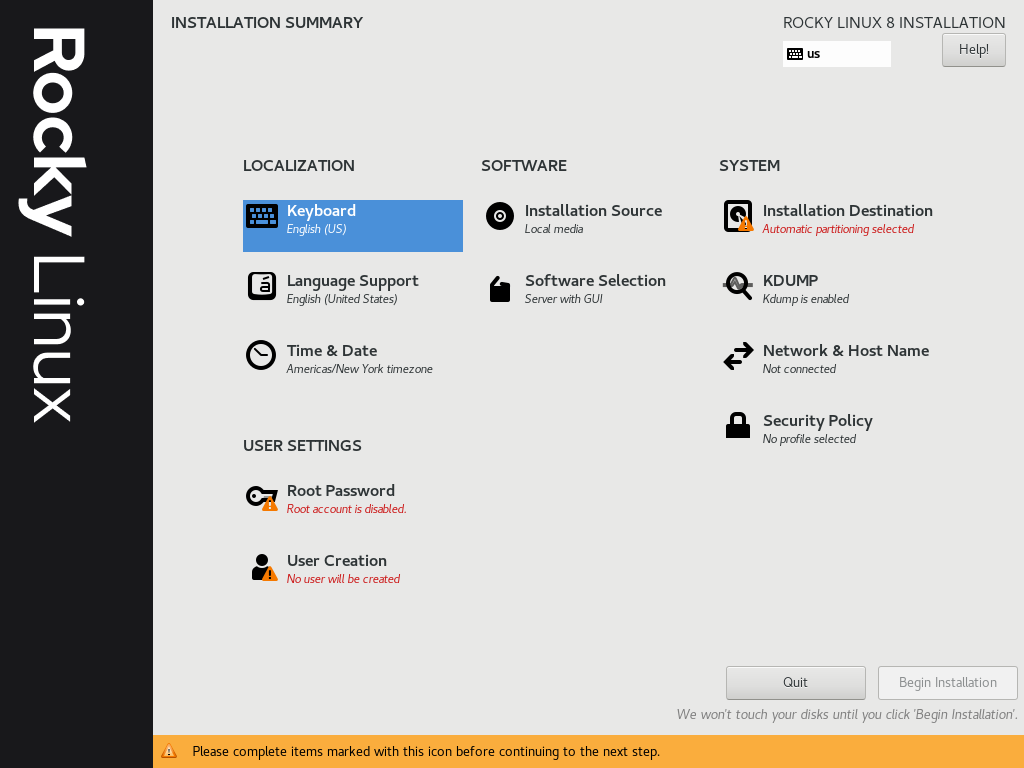 Rocky Linux
INSTALLATION SUMMARY
ROCKY LINUX 8 INSTALLATION
us
Help!
LOCALIZATION
Keyboard
English (US)
Language Support
English (United States)
Time & Date
Americas/New York timezone
SOFTWARE
Installation Source
Local media
Software Selection
Server with GUI
SYSTEM
Installation Destination
Automatic partitioning selected
KDUMP
Kdump is enabled
Network & Host Name
Not connected
Security Policy
No profile selected
USER SETTINGS
Root Password
Root account is disabled.
User Creation
No user will be created
Quit
Begin Installation
We won't touch your disks until you click 'Begin Installation'.
Please complete items marked with this icon before continuing to the next step.